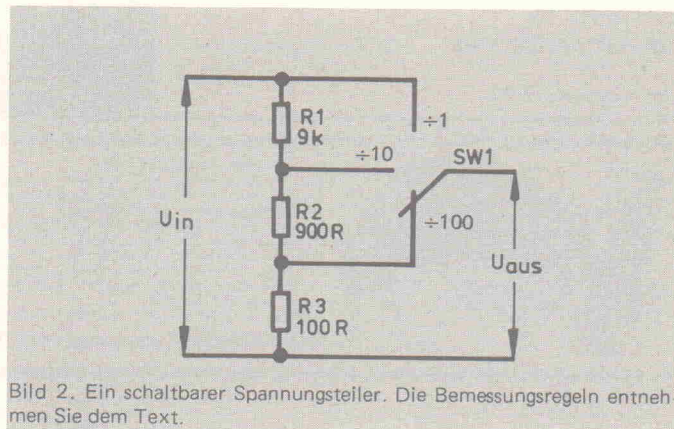 R1
9k
÷1
÷10
SW1
Uin
R2
900R
÷100
Uaus
R3
100R
Bild 2. Ein schaltbarer Spannungsteiler. Die Bemessungsregeln entneh-
men Sie dem Text.